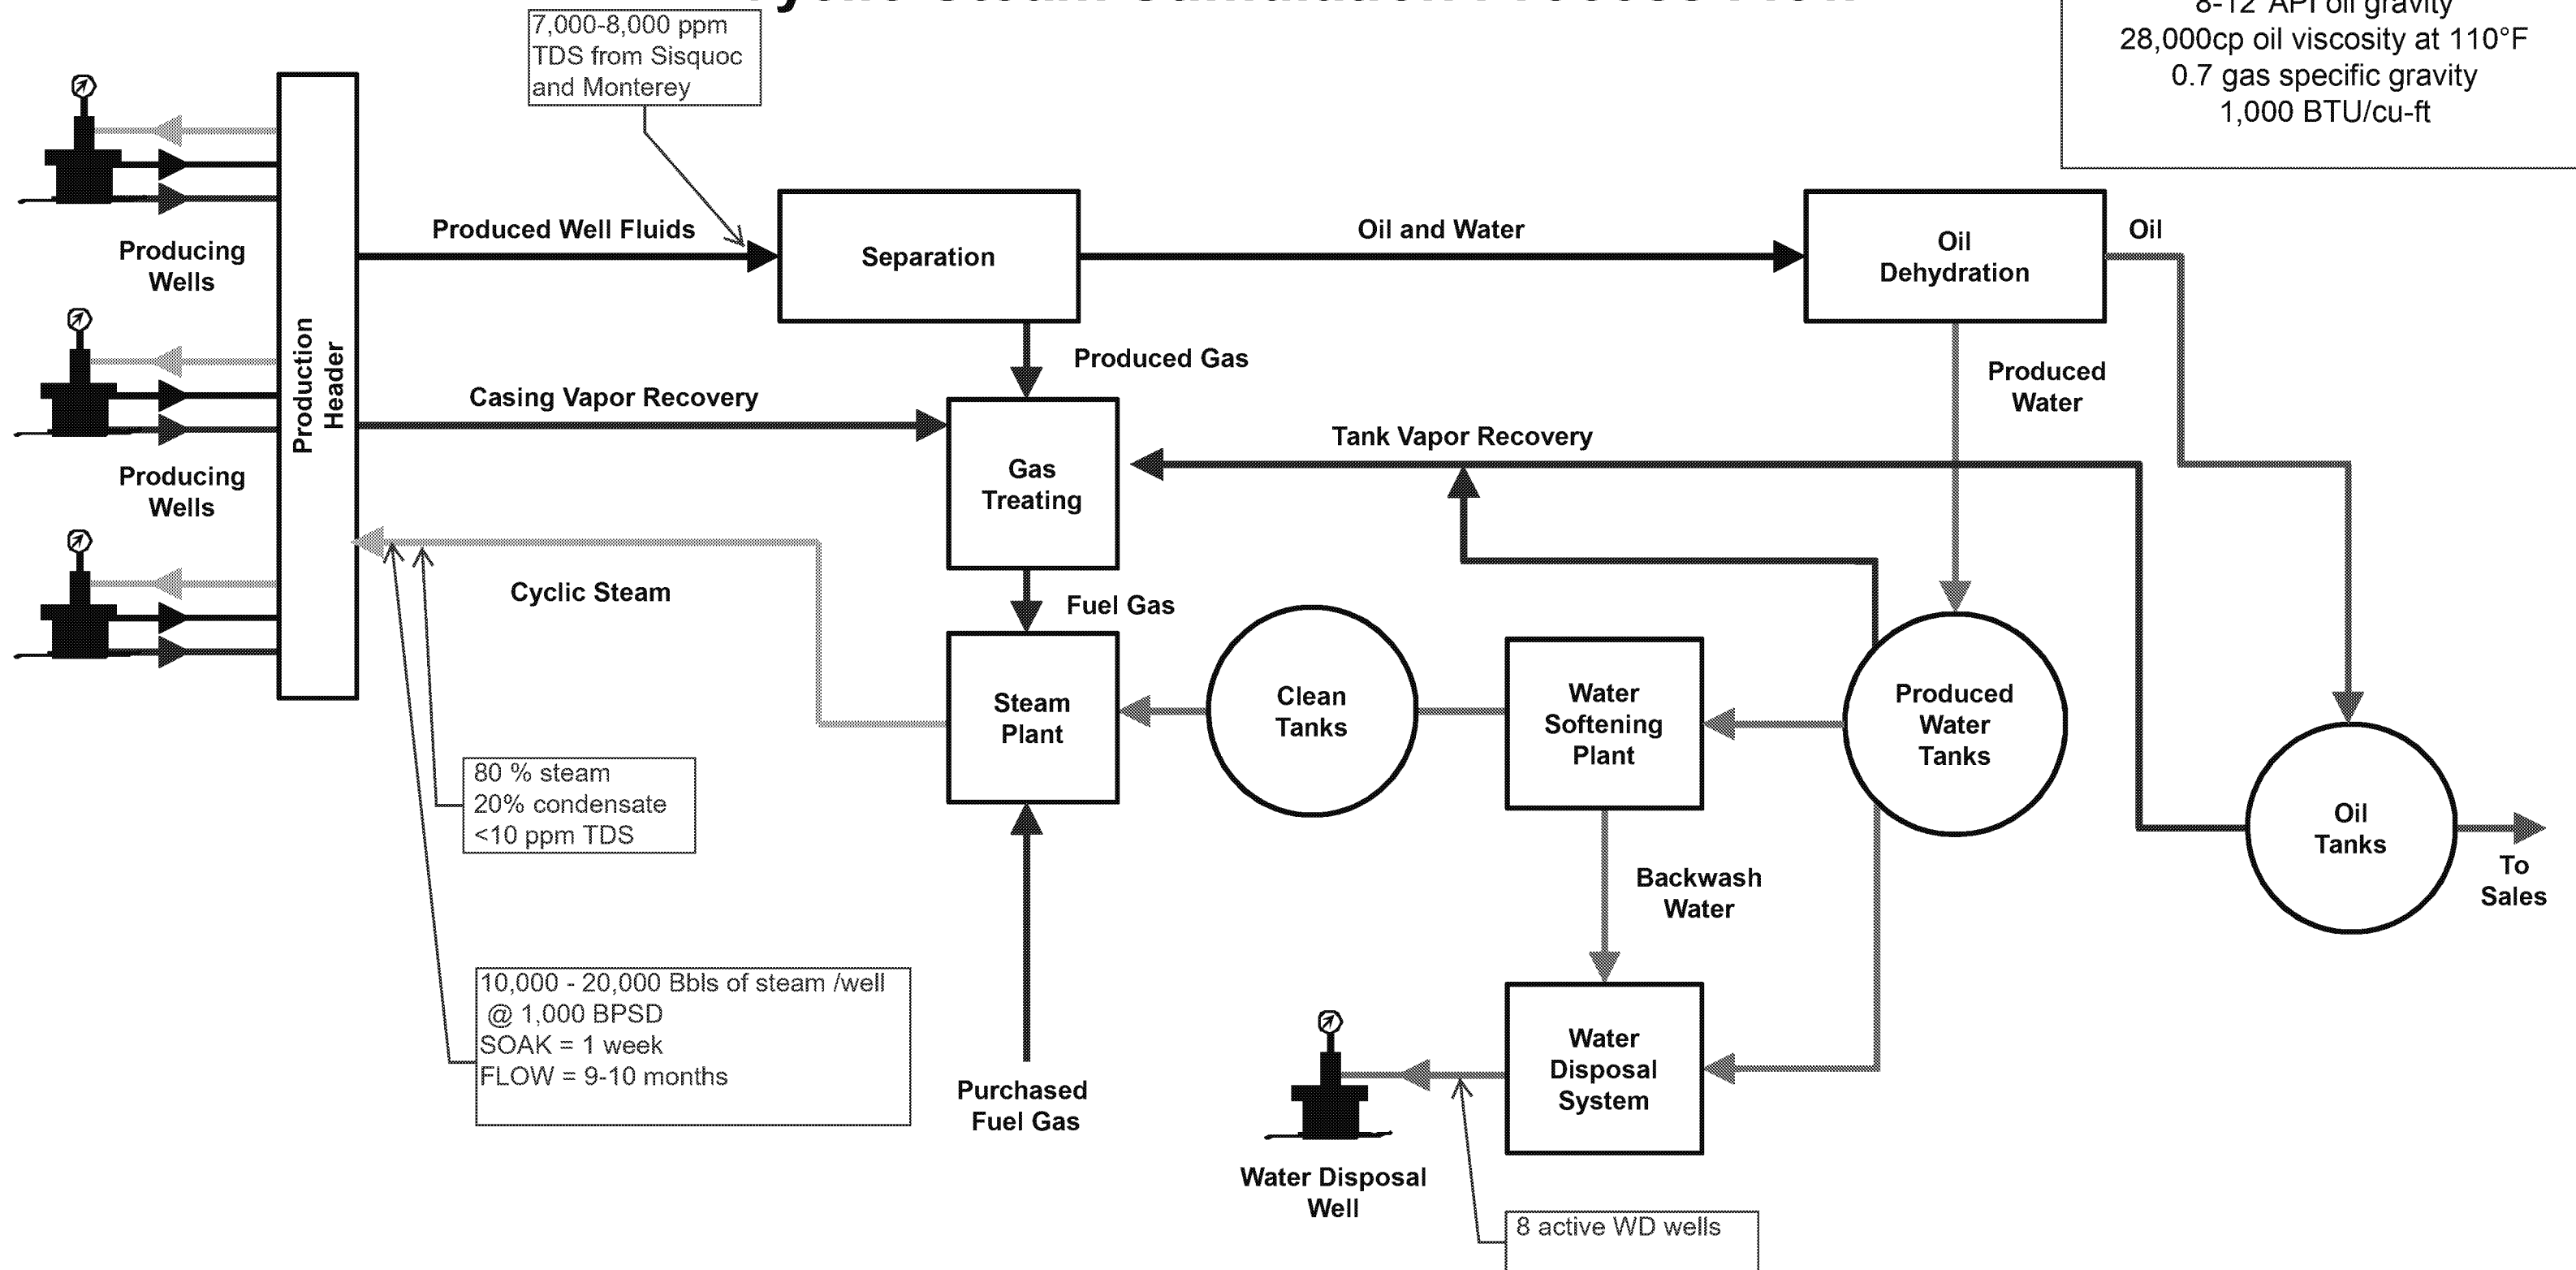 7,000-8,000 ppm
TDS from Sisquoc
and Monterey
8-12 API oil gravity
28,000cp oil viscosity at 110°F
0.7 gas specific gravity
1,000 BTU/cu-ft
Producing
Wells
Production
Header
Produced Well Fluids
Separation
Oil and Water
Oil
Dehydration
Oil
Produced Gas
Produced
Water
Casing Vapor Recovery
Tank Vapor Recovery
Gas
Treating
Producing
Wells
Cyclic Steam
Fuel Gas
Steam
Plant
Clean
Tanks
Water
Softening
Plant
Produced
Water
Tanks
Oil
Tanks
To
Sales
80 % steam
20% condensate
<10 ppm TDS
Backwash
Water
10,000 - 20,000 Bbls of steam /well
@ 1,000 BPSD
SOAK = 1 week
FLOW = 9-10 months
Purchased
Fuel Gas
Water
Disposal
System
Water Disposal
Well
8 active WD wells